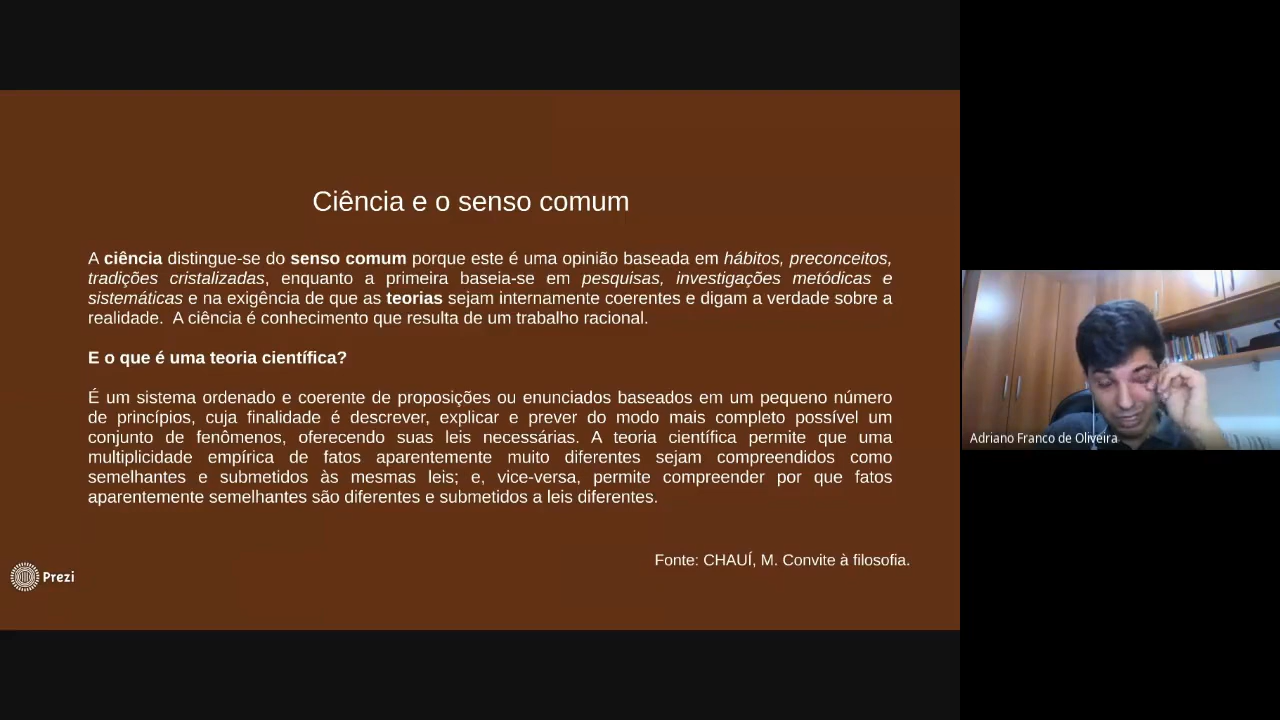 Ciência e o senso comum
A ciência distingue-se do senso comum porque este é uma opinião baseada em hábitos, preconceitos,
tradições cristalizadas, enquanto a primeira baseia-se em pesquisas, investigações metódicas e
sistemáticas e na exigência de que as teorias sejam internamente coerentes e digam a verdade sobre a
realidade. A ciência é conhecimento que resulta de um trabalho racional.
E o que é uma teoria científica?
É um sistema ordenado e coerente de proposições ou enunciados baseados em um pequeno número
de princípios, cuja finalidade é descrever, explicar e prever do modo mais completo possível um
conjunto de fenômenos, oferecendo suas leis necessárias. A teoria científica permite que uma
multiplicidade empírica de fatos aparentemente muito diferentes sejam compreendidos como
semelhantes e submetidos às mesmas leis; e, vice-versa, permite compreender por que fatos
aparentemente semelhantes são diferentes e submetidos a leis diferentes.
Fonte: CHAUÍ, M. Convite à filosofia.
Prezi
Adriano Franco de Oliveira